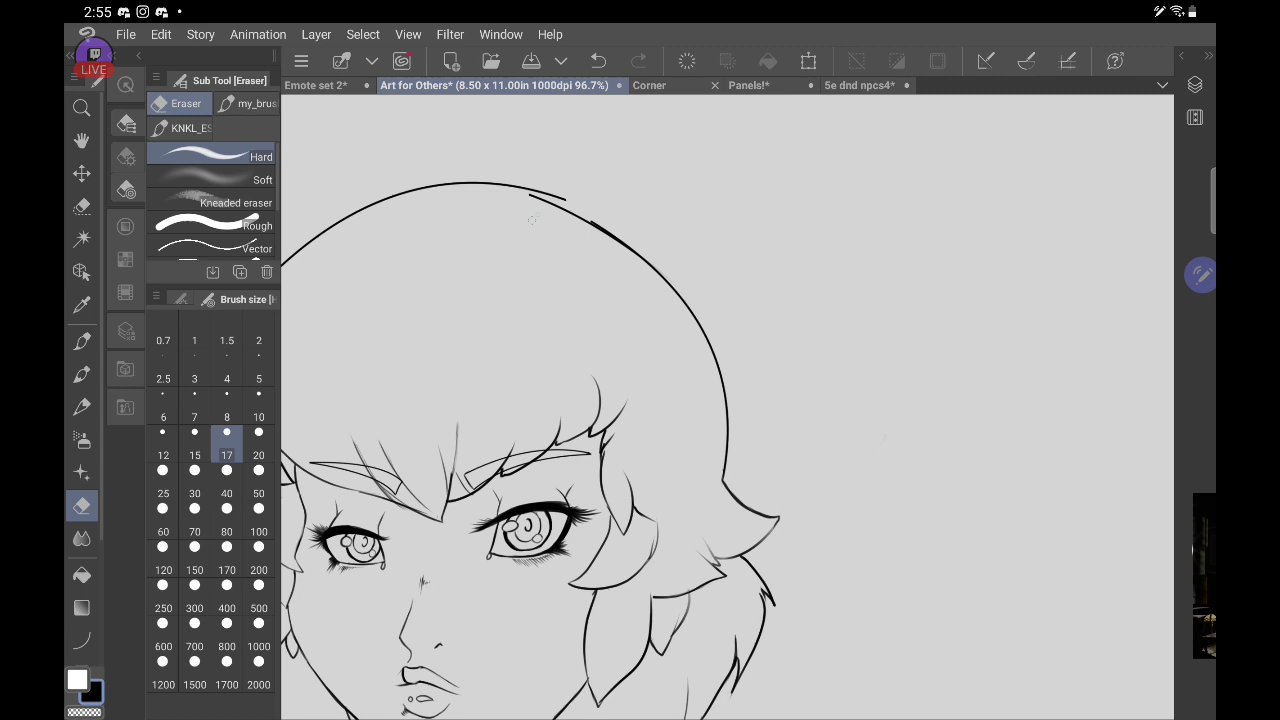 2:55
File Edit Story Animation Layer Select View Filter Window Help
LIVE
Sub Tool [Eraser]
Emote set 2* Art for Others* (8.50 x 11.00in 1000dpi 96.7%) Corner Panels!* 5e dnd npcs4*
Eraser my_brus
KNKL_ES
Hard
Soft
Kneaded eraser
Rough
Vector
Brush size [H
0.7 1 1.5 2
2.5 3 4 5
6 7 8 10
12 15 17 20
25 30 40 50
60 70 80 100
120 150 170 200
250 300 400 500
600 700 800 1000
1200 1500 1700 2000